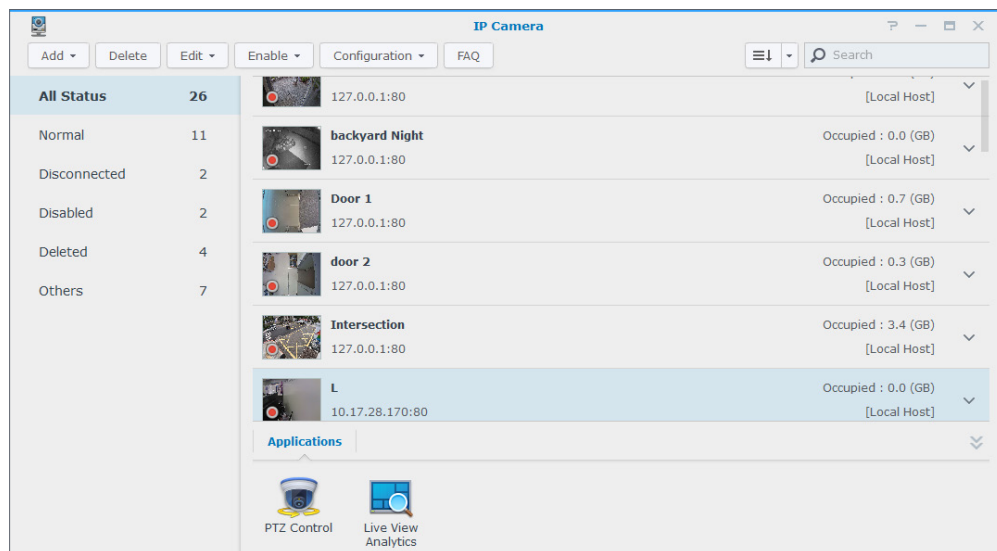 IP Camera
Add
Delete
Edit
Enable
Configuration
FAQ
Search
All Status 26
Normal 11
Disconnected 2
Disabled 2
Deleted 4
Others 7
127.0.0.1:80 [Local Host]
backyard Night Occupied : 0.0 (GB)
127.0.0.1:80 [Local Host]
Door 1 Occupied : 0.7 (GB)
127.0.0.1:80 [Local Host]
door 2 Occupied : 0.3 (GB)
127.0.0.1:80 [Local Host]
Intersection Occupied : 3.4 (GB)
127.0.0.1:80 [Local Host]
L Occupied : 0.0 (GB)
10.17.28.170:80 [Local Host]
Applications
PTZ Control
Live View
Analytics